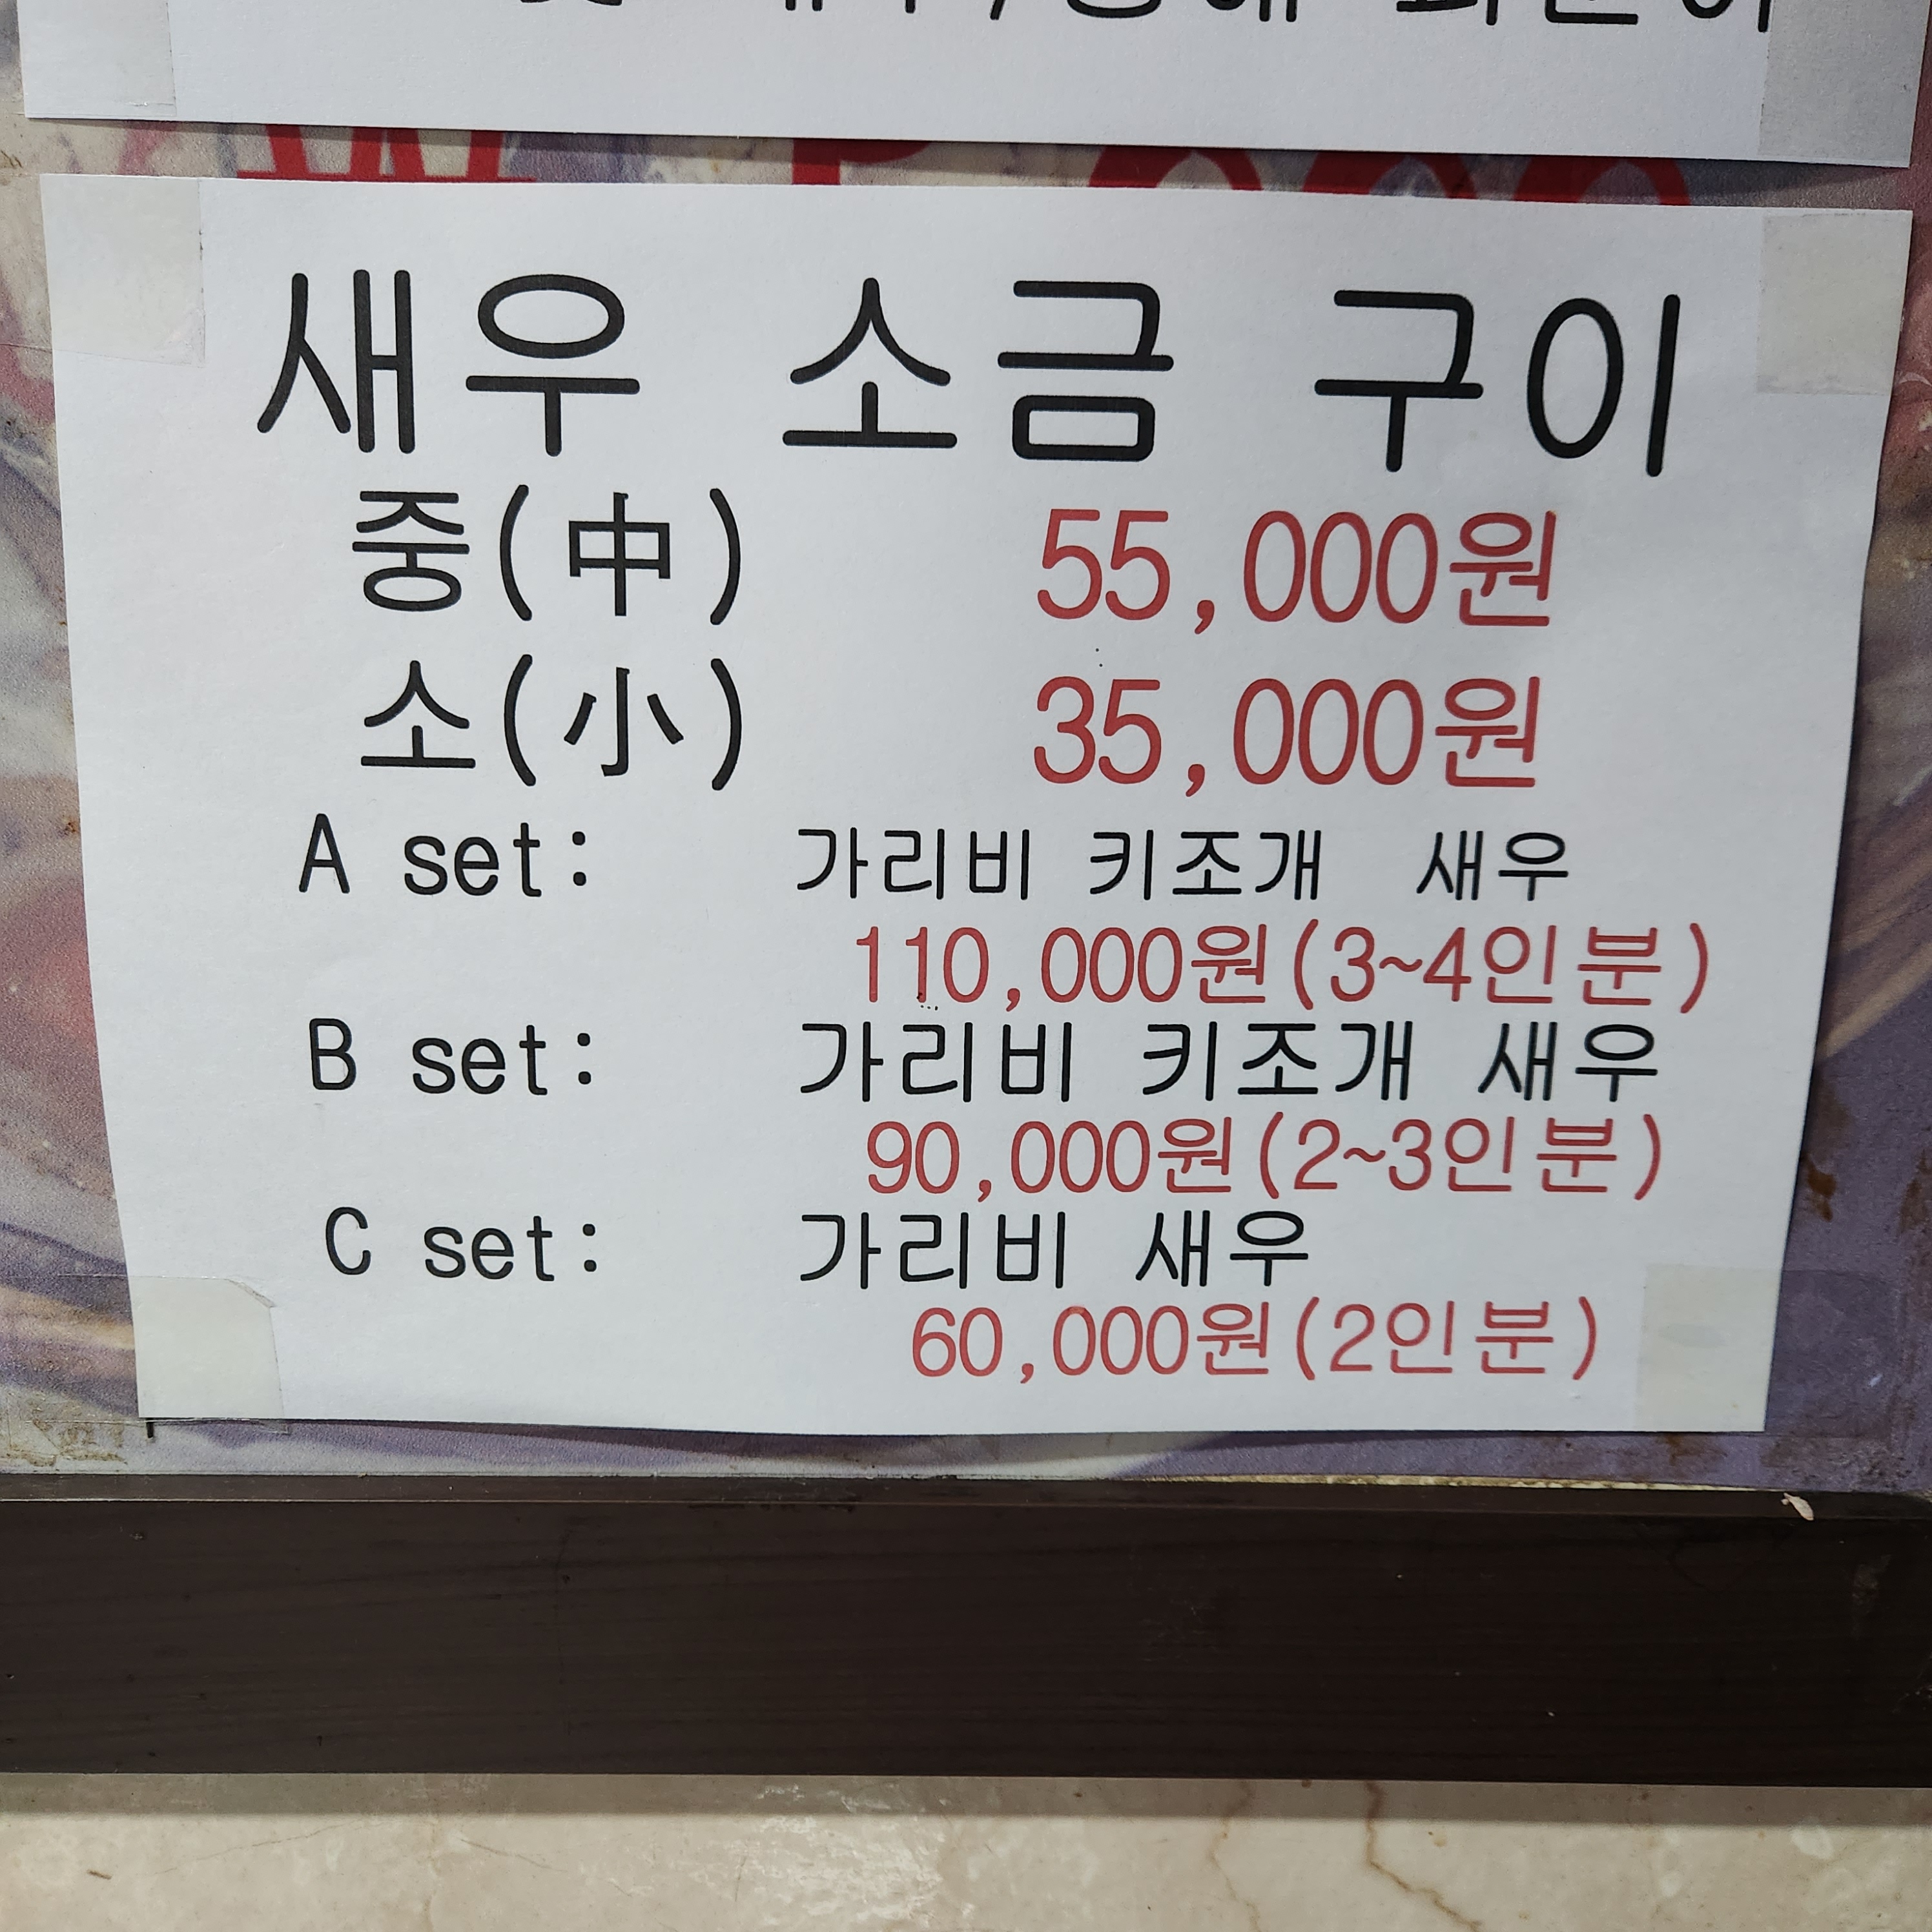 새우 소금 구이
중(中) 55,000원
소(小) 35,000원
A set: 가리비 키조개 새우
110,000원(3~4인분)
B set: 가리비 키조개 새우
90,000원(2~3인분)
C set: 가리비 새우
60,000원(2인분)